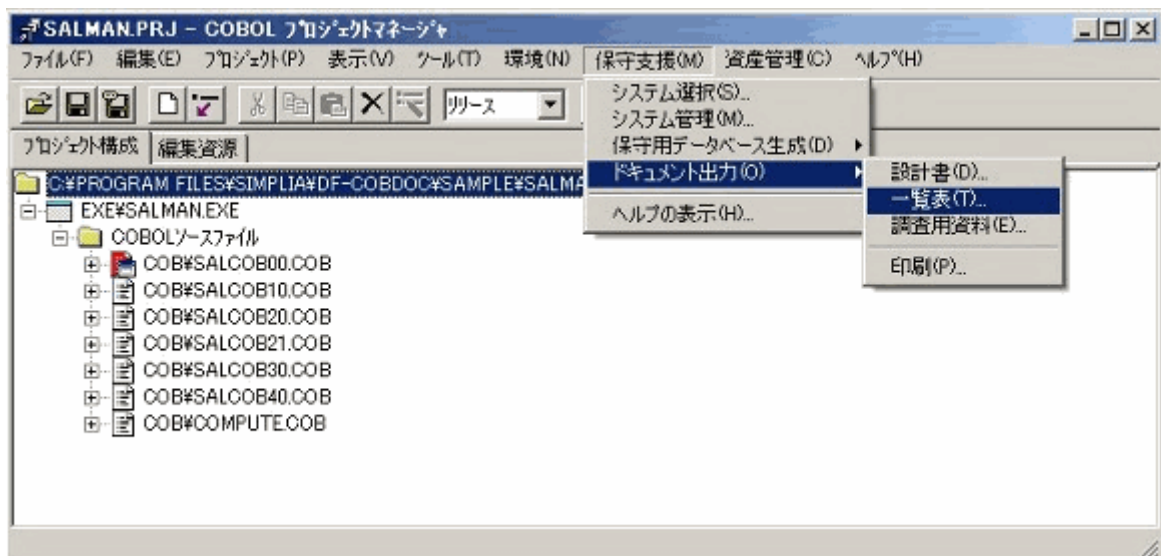 SALMAN.PRJ - COBOL プロジェクトマネージャ
ファイル(F) 編集(E) プロジェクト(P) 表示(V) ツール(T) 環境(N) 保守支援(M) 資産管理(C) ヘルプ(H)
リリース
システム選択(S)...
システム管理(M)...
保守用データベース生成(D)
ドキュメント出力(O)
ヘルプの表示(H)...
設計書(D)...
一覧表(T)...
調査用資料(E)...
印刷(P)...
プロジェクト構成 編集資源
C:¥PROGRAM FILES¥SIMPLIA¥DF-COBDOC¥SAMPLE¥SALMA
EXE¥SALMAN.EXE
COBOLソースファイル
COB¥SALCOB00.COB
COB¥SALCOB10.COB
COB¥SALCOB20.COB
COB¥SALCOB21.COB
COB¥SALCOB30.COB
COB¥SALCOB40.COB
COB¥COMPUTE.COB